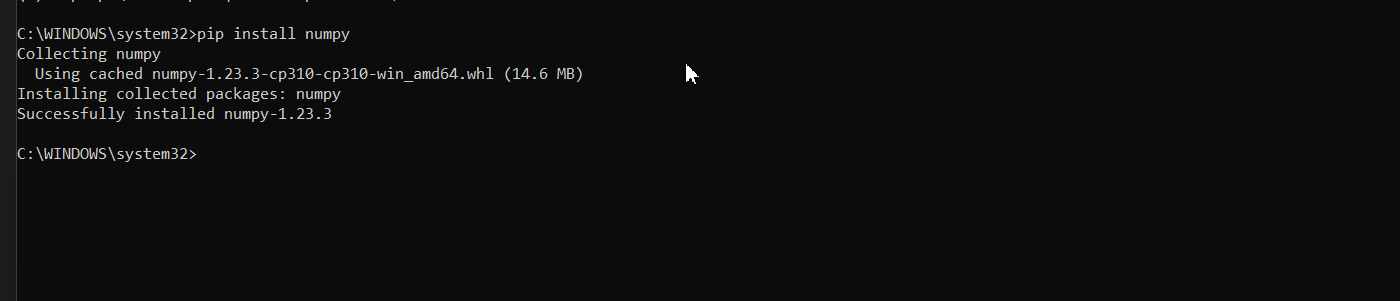 C:\WINDOWS\system32>pip install numpy
Collecting numpy
  Using cached numpy-1.23.3-cp310-cp310-win_amd64.whl (14.6 MB)
Installing collected packages: numpy
Successfully installed numpy-1.23.3
C:\WINDOWS\system32>